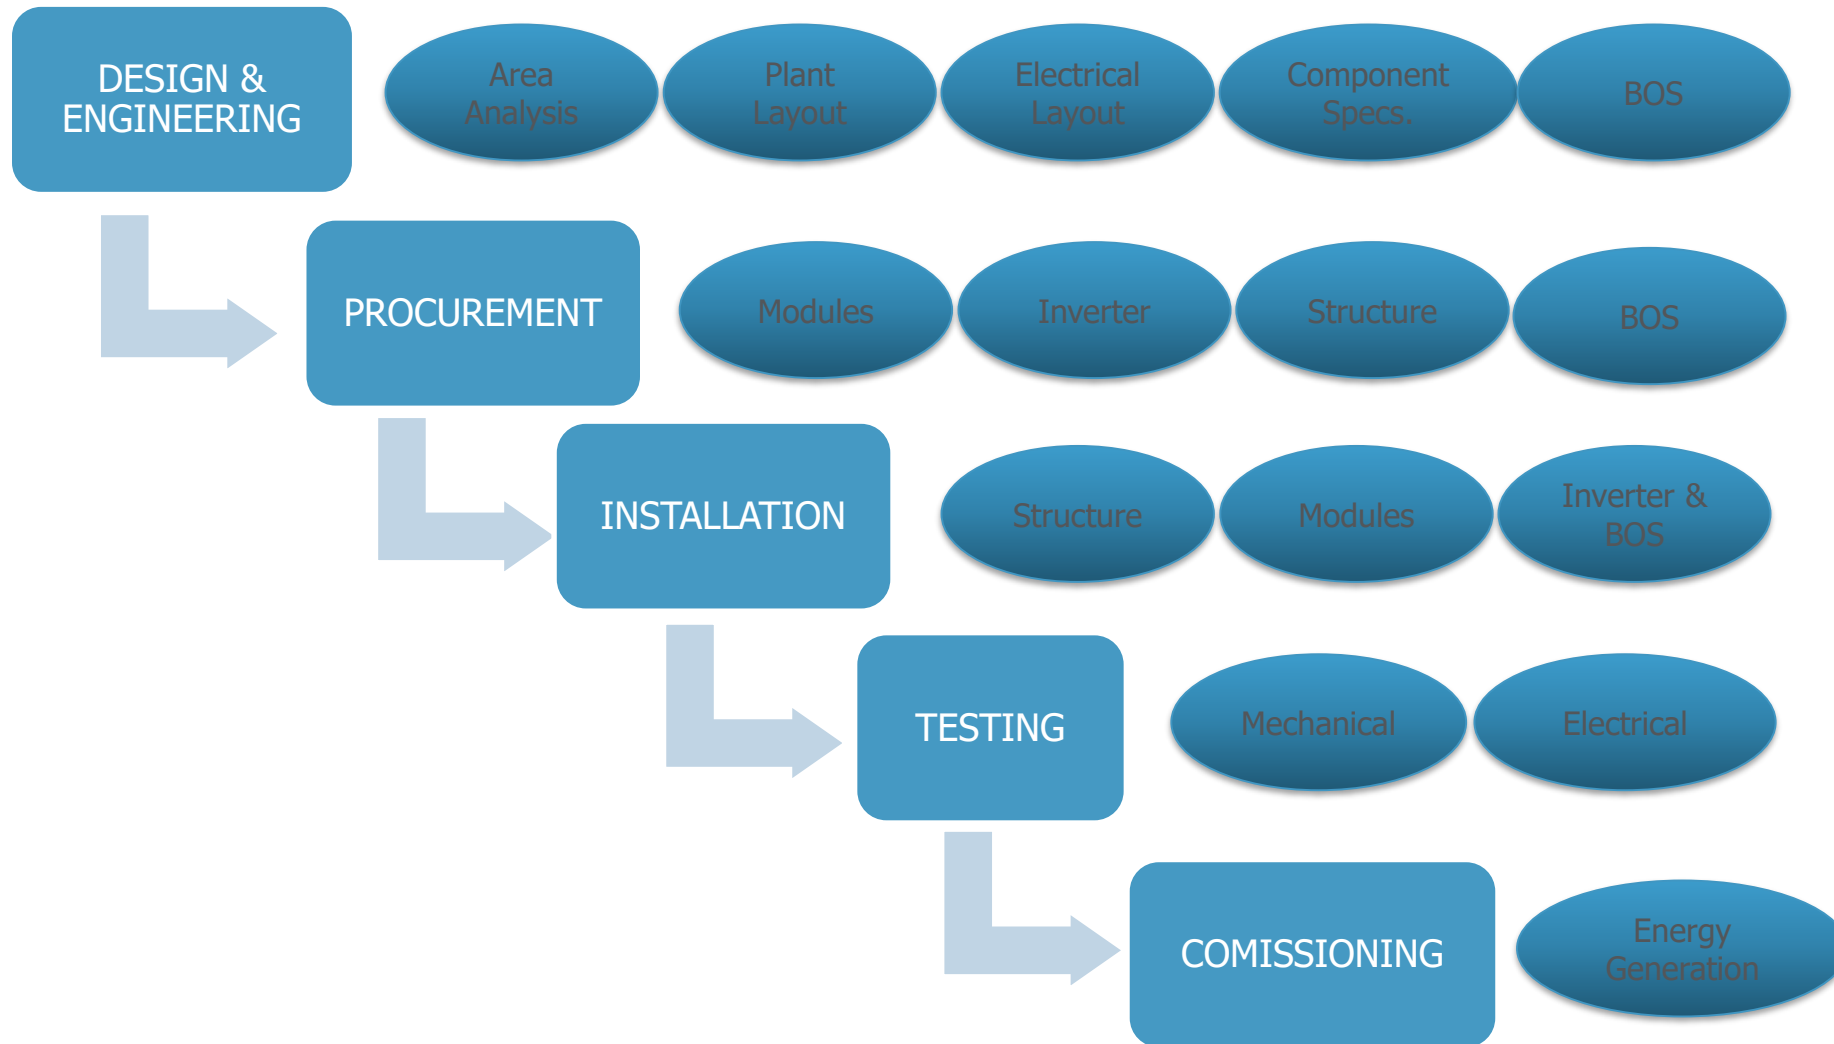 DESIGN &
ENGINEERING
Area
Analysis
Plant
Layout
Electrical
Layout
Component
Specs.
BOS
PROCUREMENT
Modules
Inverter
Structure
BOS
INSTALLATION
Structure
Modules
Inverter &
BOS
TESTING
Mechanical
Electrical
COMISSIONING
Energy
Generation